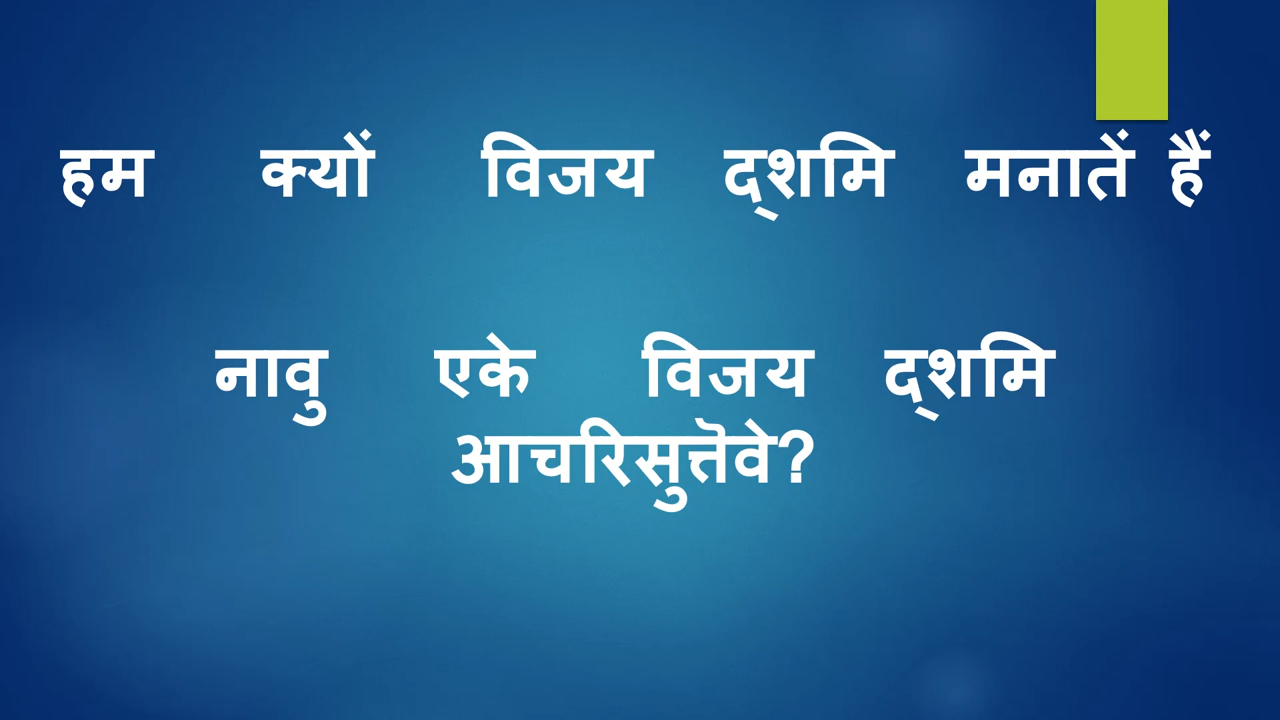 हम क्यों विजय द्शमि मनातें हैं
नावु एके विजय द्शमि
आचरिसुत्तॆवे?